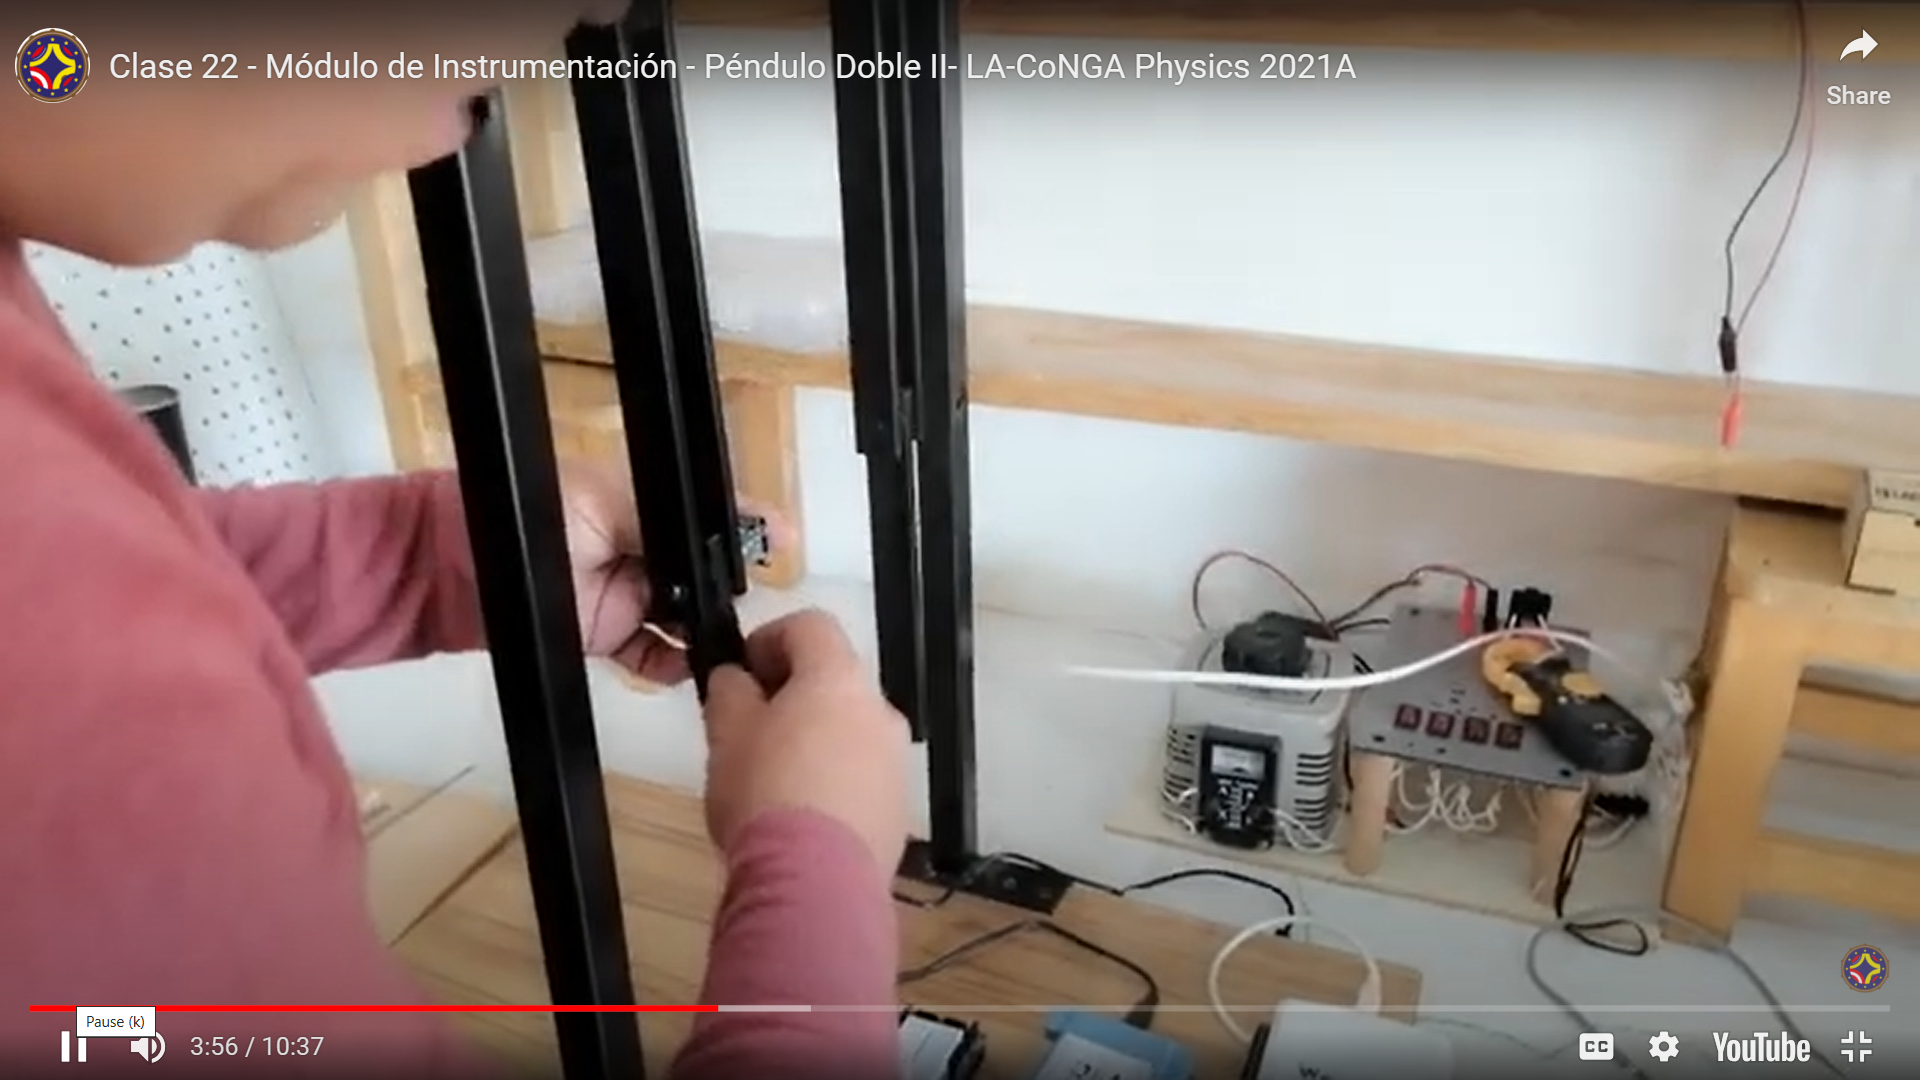 Clase 22 - Módulo de Instrumentación - Péndulo Doble II- LA-CoNGA Physics 2021A
Share
Pause (k)
3:56 / 10:37
CC
YouTube